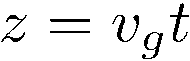 z = v_g t